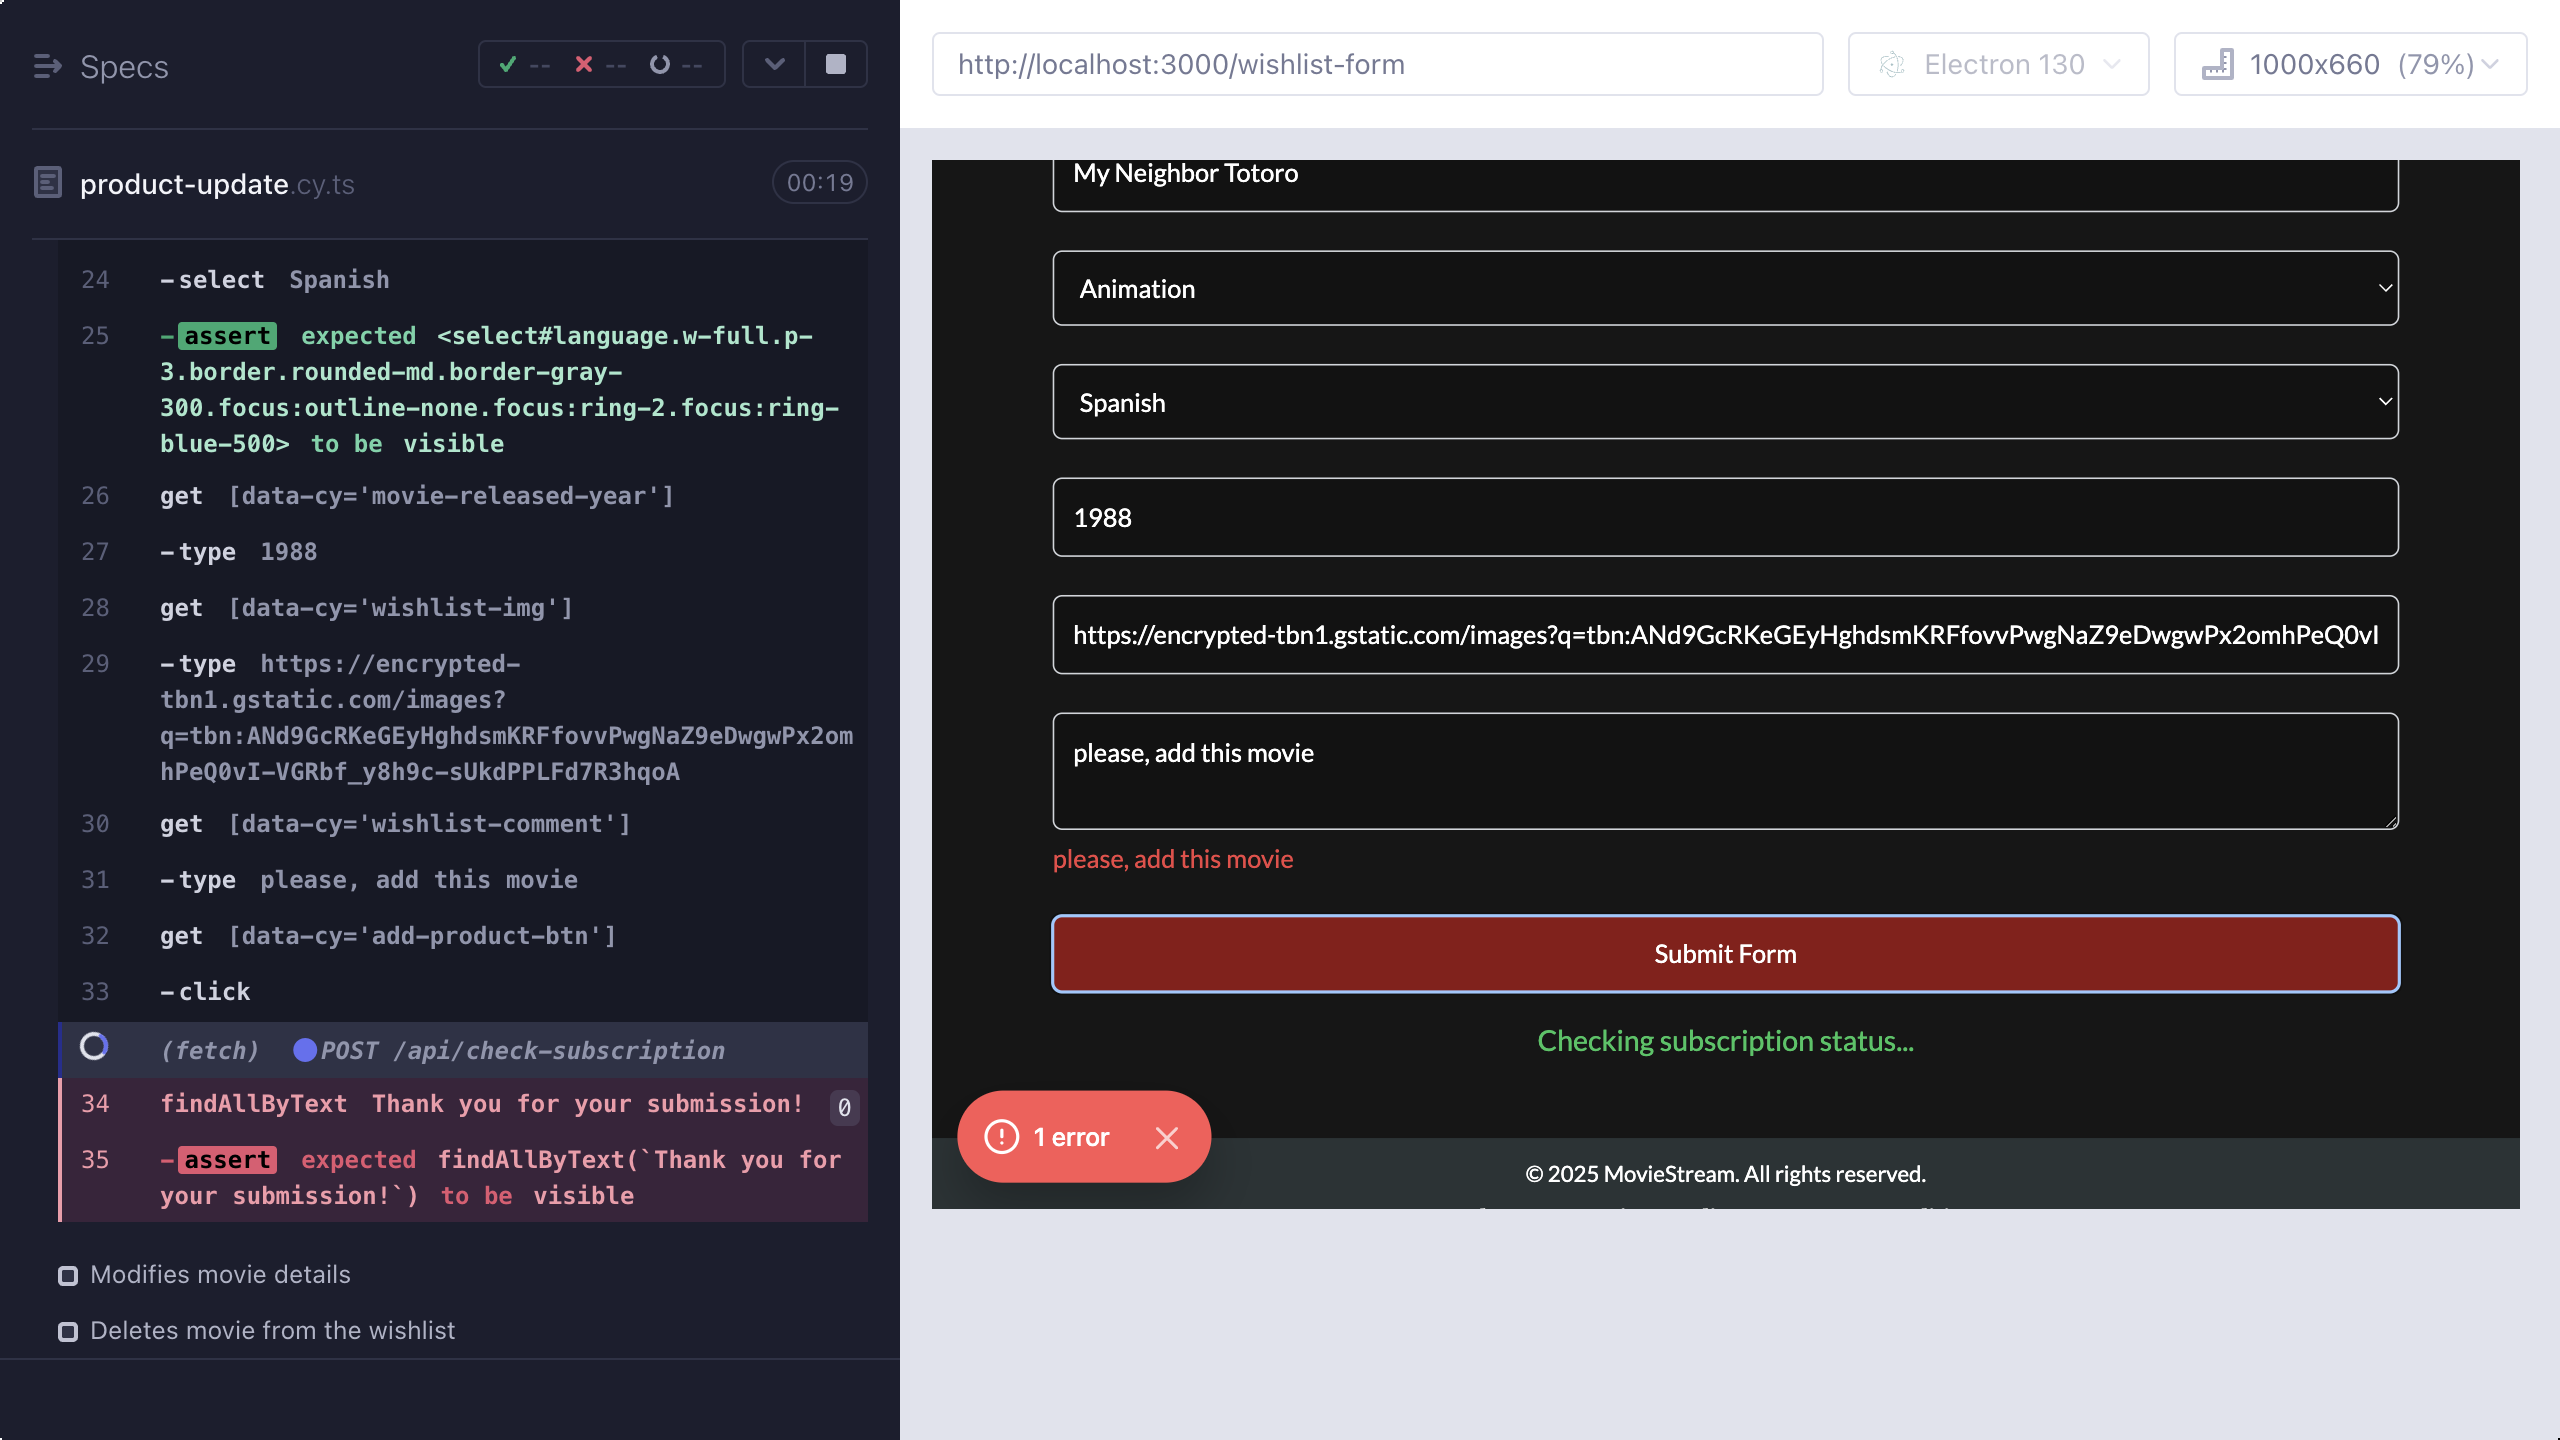 Specs
-- -- --
product-update.cy.ts 00:19
24 -select Spanish
25 -assert expected <select#language.w-full.p-
3.border.rounded-md.border-gray-
300.focus:outline-none.focus:ring-2.focus:ring-
blue-500> to be visible
26 get [data-cy='movie-released-year']
27 -type 1988
28 get [data-cy='wishlist-img']
29 -type https://encrypted-
tbn1.gstatic.com/images?
q=tbn:ANd9GcRKeGEyHghdsmKRFfovvPwgNaZ9eDwgwPx2om
hPeQ0vI-VGRbf_y8h9c-sUkdPPLFd7R3hqoA
30 get [data-cy='wishlist-comment']
31 -type please, add this movie
32 get [data-cy='add-product-btn']
33 -click
(fetch) POST /api/check-subscription
34 findAllByText Thank you for your submission! 0
35 -assert expected findAllByText(`Thank you for
your submission!`) to be visible
Modifies movie details
Deletes movie from the wishlist
http://localhost:3000/wishlist-form
Electron 130
1000x660 (79%)
My Neighbor Totoro
Animation
Spanish
1988
https://encrypted-tbn1.gstatic.com/images?q=tbn:ANd9GcRKeGEyHghdsmKRFfovvPwgNaZ9eDwgwPx2omhPeQ0vI
please, add this movie
please, add this movie
Submit Form
Checking subscription status...
1 error
© 2025 MovieStream. All rights reserved.